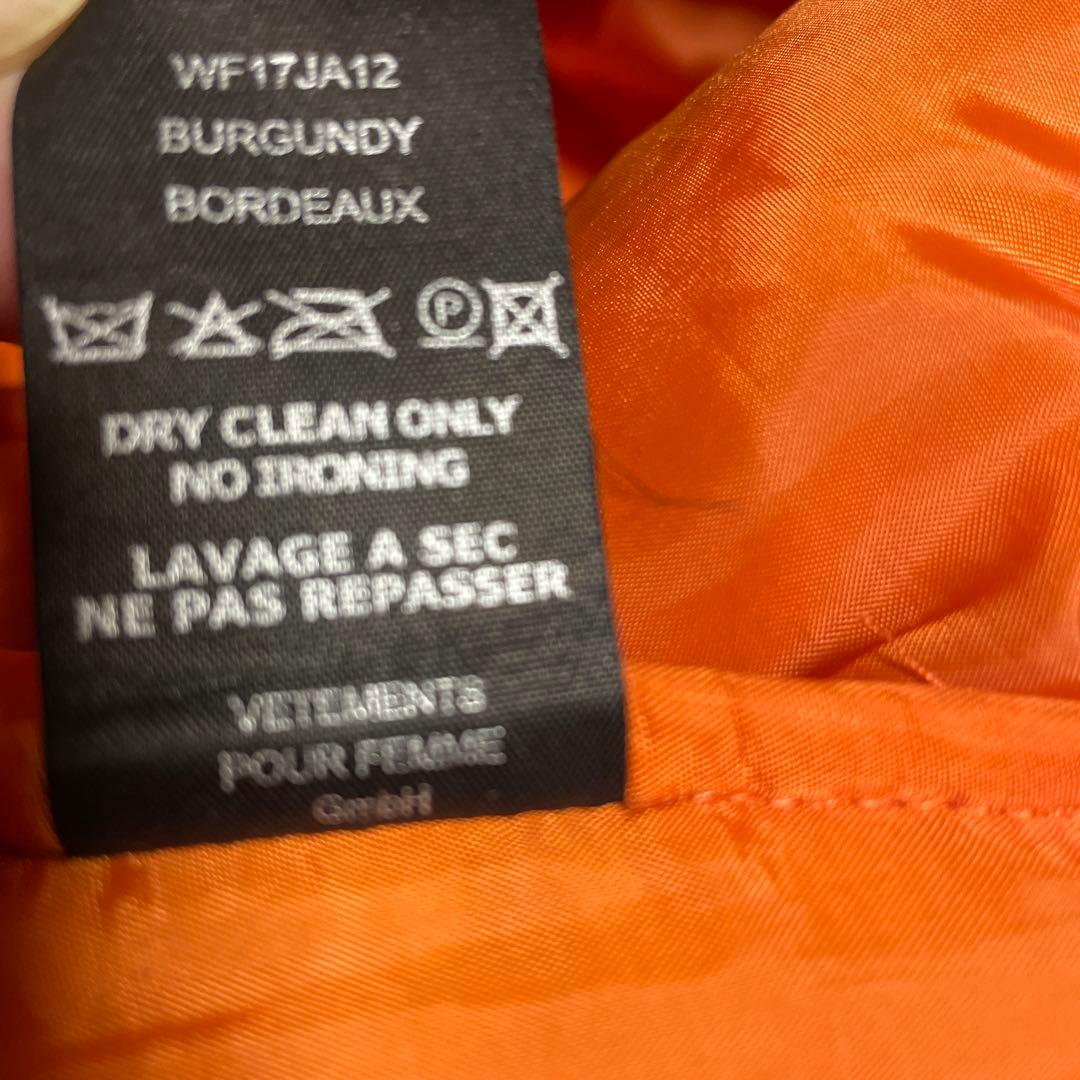 WF17JA12
BURGUNDY
BORDEAUX
P
DRY CLEAN ONLY
NO IRONING
LAVAGE A SEC
NE PAS REPASSER
VETEMENTS
POUR FEMME
GmbH